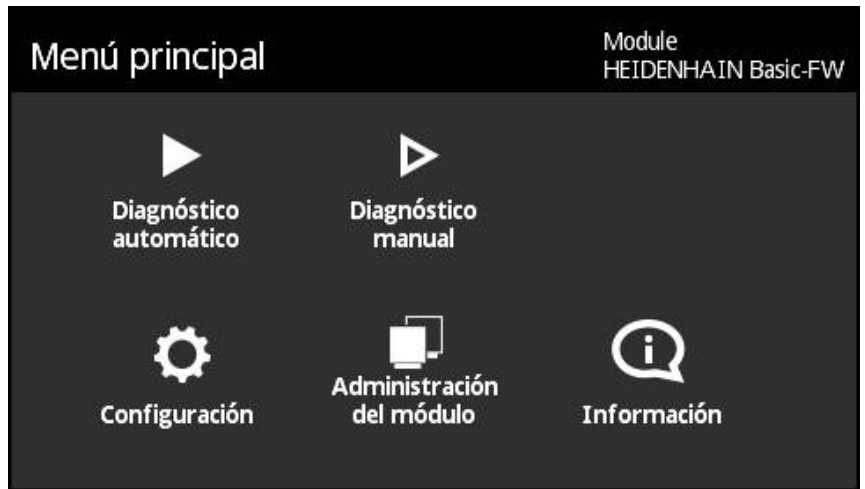 Menú principal
Module
HEIDENHAIN Basic-FW
Diagnóstico
automático
Diagnóstico
manual
Configuración
Administración
del módulo
Información